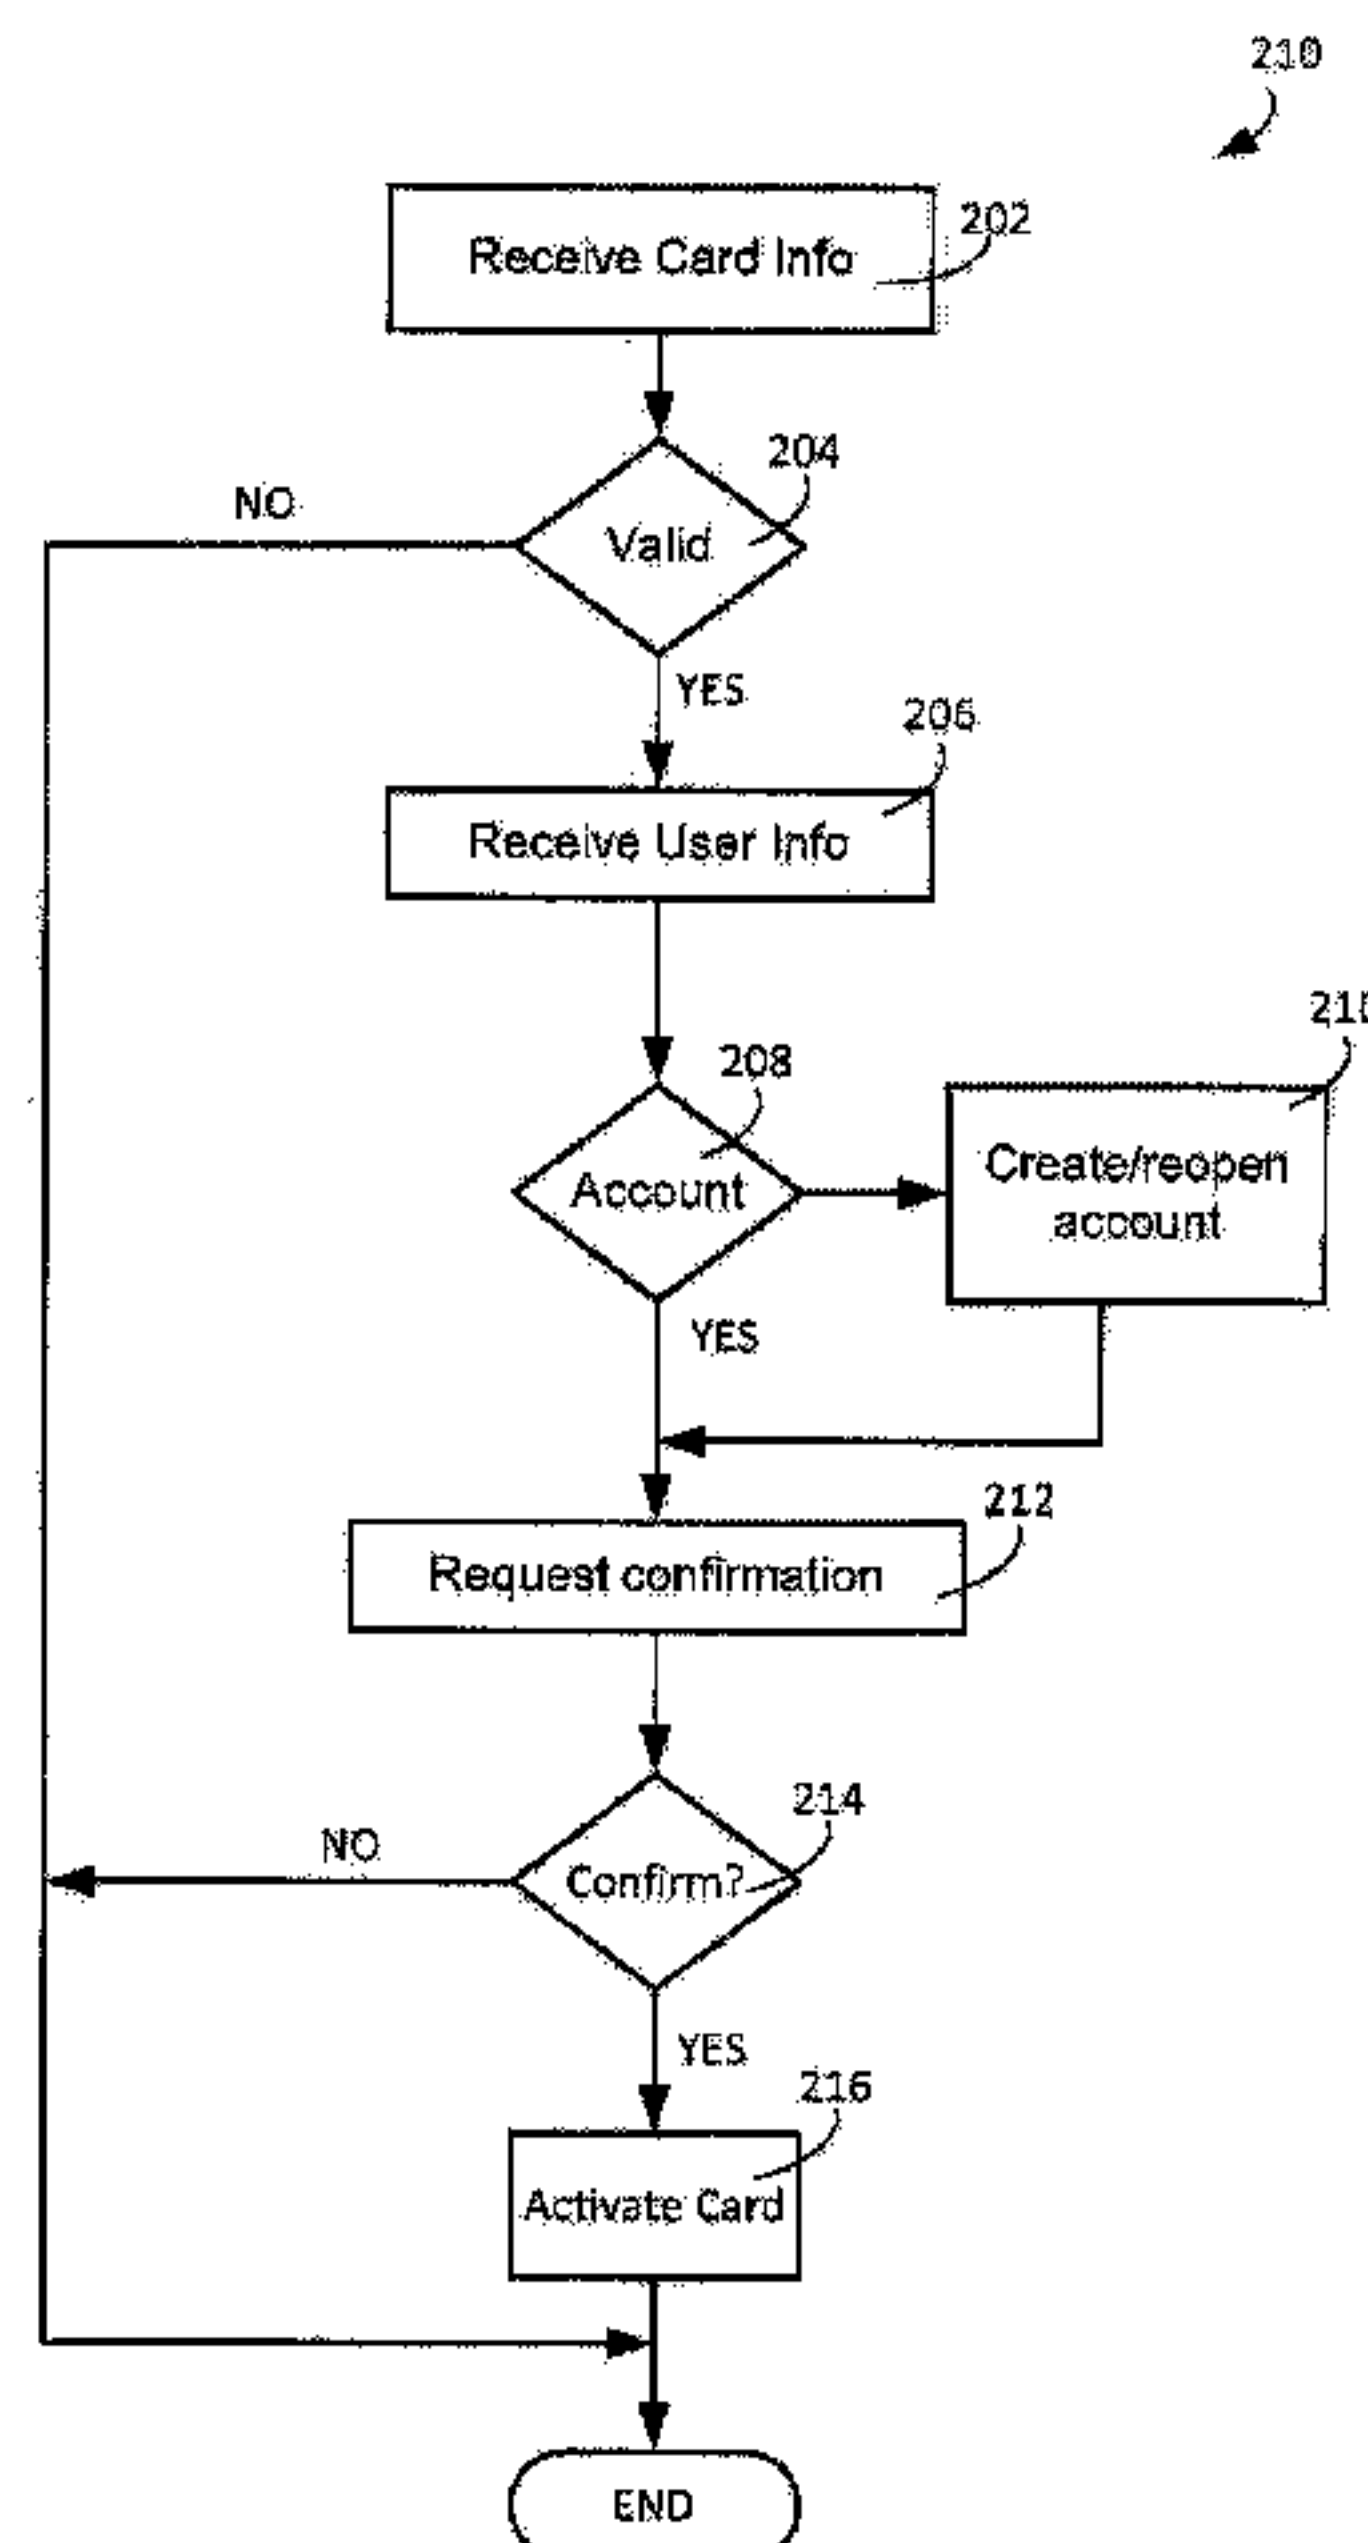 210
Receive Card Info
202
204
NO
Valid
YES
206
Receive User Info
208
Account
Create/reopen
account
YES
212
Request confirmation
214
NO
Confirm?
YES
216
Activate Card
END